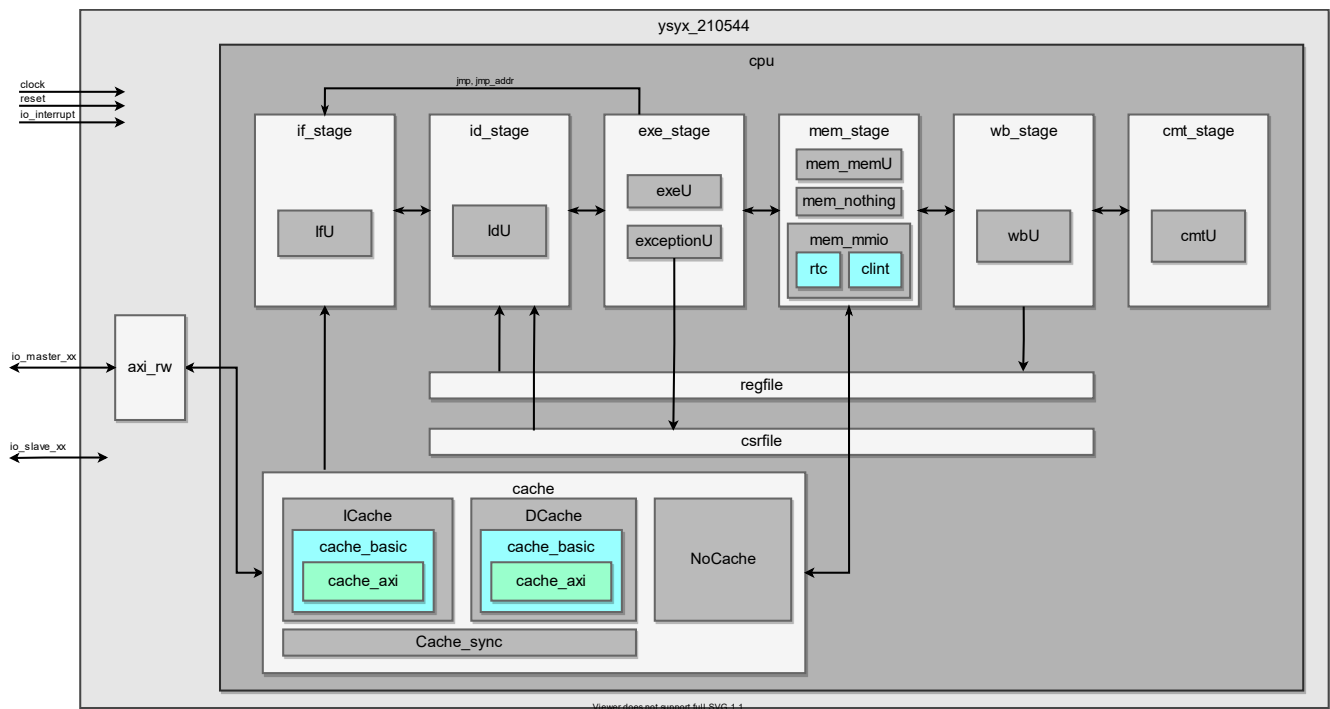 ysyx_210544
cpu
clock
reset
io_interrupt
jmp, jmp_addr
if_stage
id_stage
exe_stage
mem_stage
wb_stage
cmt_stage
IfU
IdU
exeU
exceptionU
mem_memU
mem_nothing
mem_mmio
rtc
clint
wbU
cmtU
io_master_xx
axi_rw
io_slave_xx
regfile
csrfile
cache
ICache
cache_basic
cache_axi
DCache
cache_basic
cache_axi
NoCache
Cache_sync
Viewer does not support full SVG 1.1